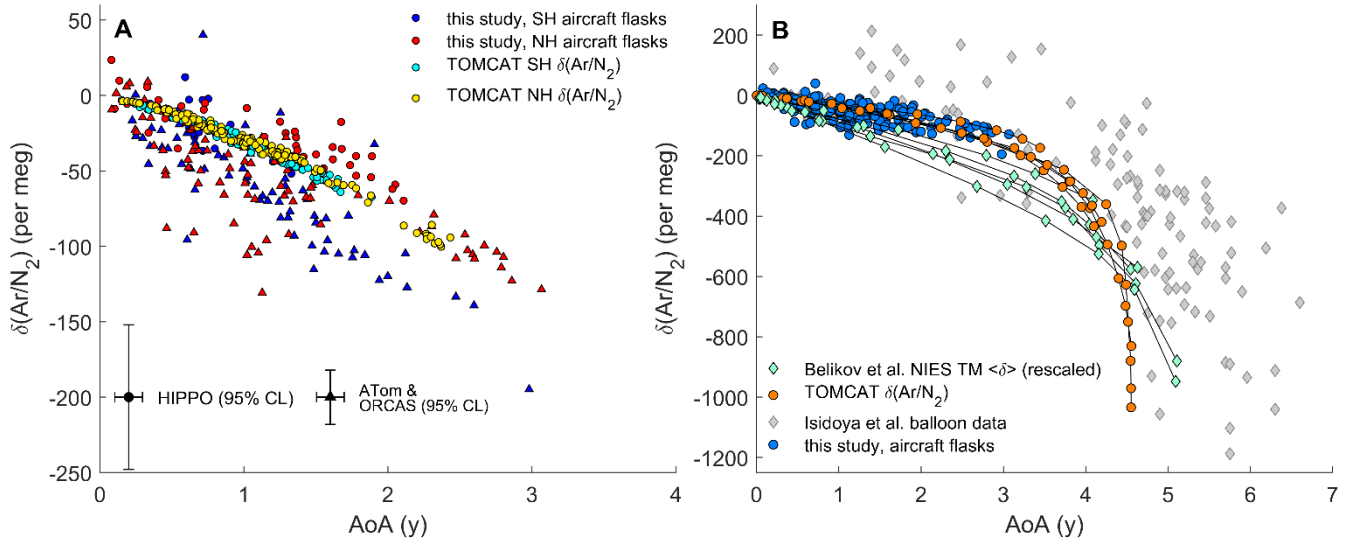 A
this study, SH aircraft flasks
this study, NH aircraft flasks
TOMCAT SH δ(Ar/N₂)
TOMCAT NH δ(Ar/N₂)
HIPPO (95% CL)
ATom &
ORCAS (95% CL)
50
0
-50
-100
-150
-200
-250
δ(Ar/N₂) (per meg)
0 1 2 3 4
AoA (y)
B
Belikov et al. NIES TM <δ> (rescaled)
TOMCAT δ(Ar/N₂)
Isidoya et al. balloon data
this study, aircraft flasks
200
0
-200
-400
-600
-800
-1000
-1200
δ(Ar/N₂) (per meg)
0 1 2 3 4 5 6 7
AoA (y)